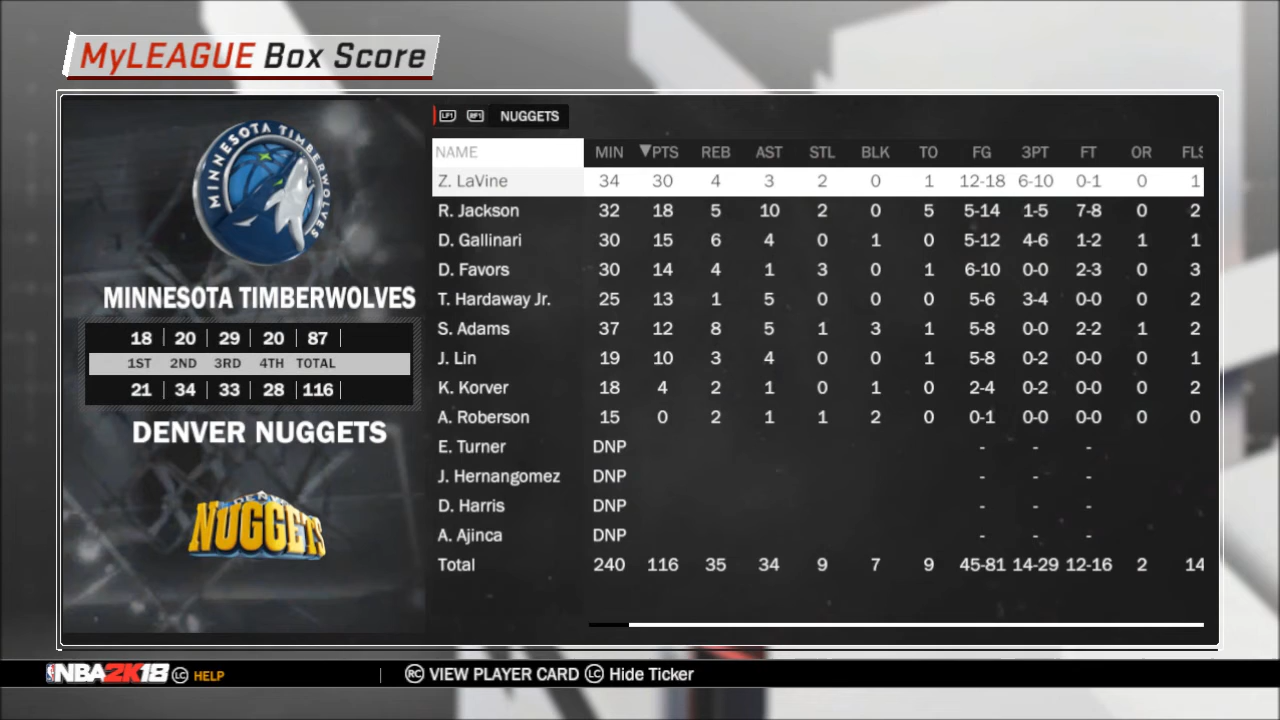 MyLEAGUE Box Score
MINNESOTA TIMBERWOLVES
MINNESOTA TIMBERWOLVES
18 20 29 20 87
1ST 2ND 3RD 4TH TOTAL
21 34 33 28 116
DENVER NUGGETS
DENVER
NUGGETS
NUGGETS
NAME MIN ▼PTS REB AST STL BLK TO FG 3PT FT OR FLS
Z. LaVine 34 30 4 3 2 0 1 12-18 6-10 0-1 0 1
R. Jackson 32 18 5 10 2 0 5 5-14 1-5 7-8 0 2
D. Gallinari 30 15 6 4 0 1 0 5-12 4-6 1-2 1 1
D. Favors 30 14 4 1 3 0 1 6-10 0-0 2-3 0 3
T. Hardaway Jr. 25 13 1 5 0 0 0 5-6 3-4 0-0 0 2
S. Adams 37 12 8 5 1 3 1 5-8 0-0 2-2 1 2
J. Lin 19 10 3 4 0 0 1 5-8 0-2 0-0 0 1
K. Korver 18 4 2 1 0 1 0 2-4 0-2 0-0 0 2
A. Roberson 15 0 2 1 1 2 0 0-1 0-0 0-0 0 0
E. Turner DNP - - -
J. Hernangomez DNP - - -
D. Harris DNP - - -
A. Ajinca DNP - - -
Total 240 116 35 34 9 7 9 45-81 14-29 12-16 2 14
NBA2K18 LC HELP RC VIEW PLAYER CARD LC Hide Ticker